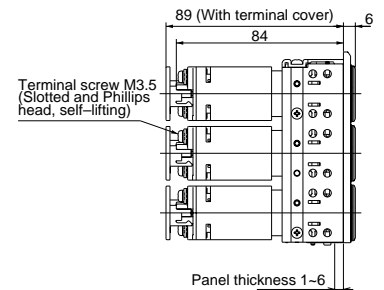 89 (With terminal cover)
6
84
Terminal screw M3.5
(Slotted and Phillips
head, self–lifting)
Panel thickness 1~6